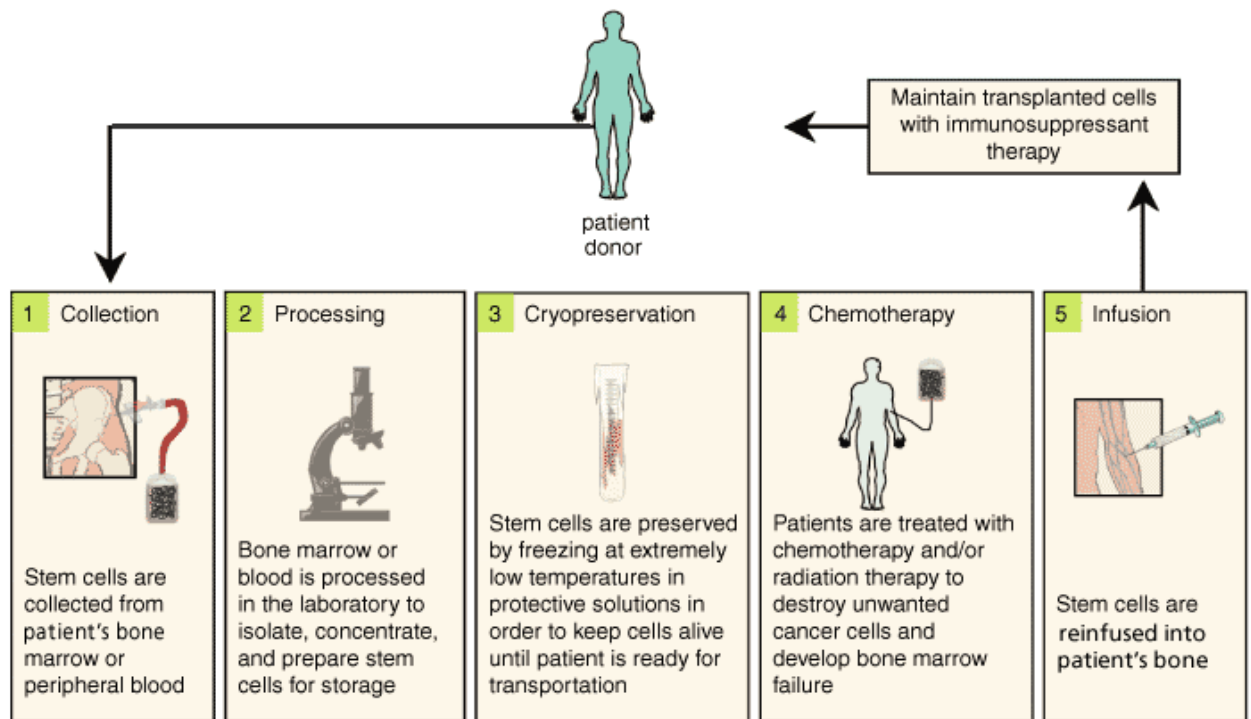 Maintain transplanted cells
with immunosuppressant
therapy
patient
donor
1 Collection
Stem cells are
collected from
patient's bone
marrow or
peripheral blood
2 Processing
Bone marrow or
blood is processed
in the laboratory to
isolate, concentrate,
and prepare stem
cells for storage
3 Cryopreservation
Stem cells are preserved
by freezing at extremely
low temperatures in
protective solutions in
order to keep cells alive
until patient is ready for
transportation
4 Chemotherapy
Patients are treated with
chemotherapy and/or
radiation therapy to
destroy unwanted
cancer cells and
develop bone marrow
failure
5 Infusion
Stem cells are
reinfused into
patient's bone